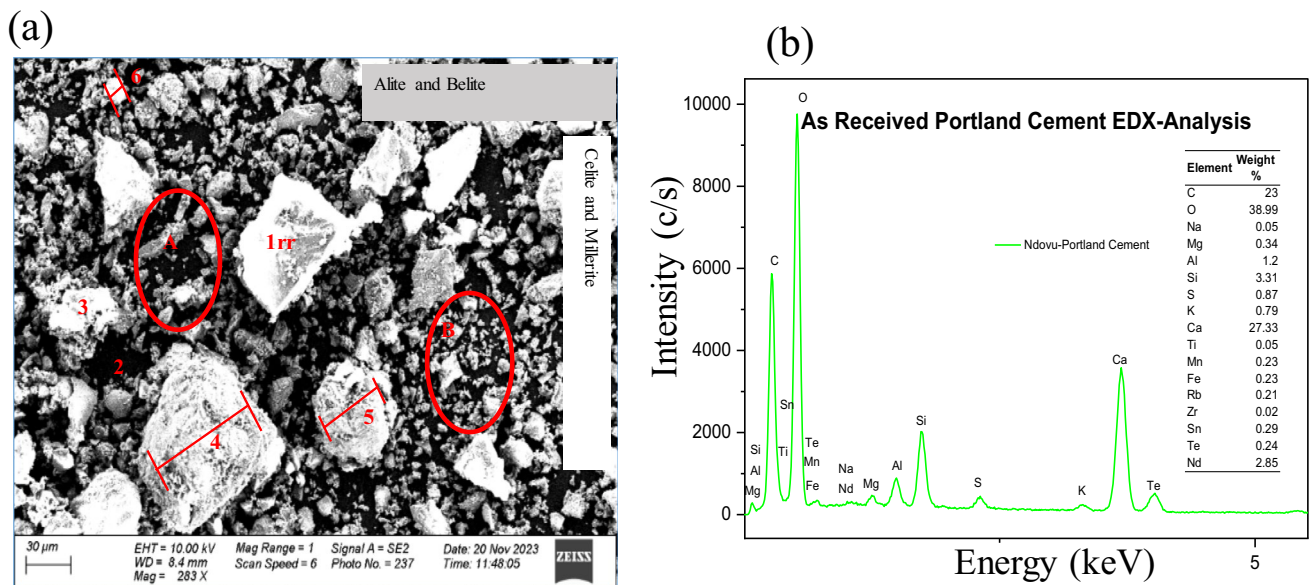 (a)
6
Alite and Belite
Celite and Millerite
A
1rr
3
B
2
4
5
30 µm
EHT = 10.00 kV
WD = 8.4 mm
Mag = 283 X
Mag Range = 1
Scan Speed = 6
Signal A = SE2
Photo No. = 237
Date: 20 Nov 2023
Time: 11:48:05
ZEISS
(b)
As Received Portland Cement EDX-Analysis
Intensity (c/s)
10000
8000
6000
4000
2000
0
O
C
Sn
Si
Al
Mg
Ti
Te
Mn
Fe
Na
Nd
Mg
Al
Si
S
K
Ca
Te
Ndovu-Portland Cement
Element Weight %
C 23
O 38.99
Na 0.05
Mg 0.34
Al 1.2
Si 3.31
S 0.87
K 0.79
Ca 27.33
Ti 0.05
Mn 0.23
Fe 0.23
Rb 0.21
Zr 0.02
Sn 0.29
Te 0.24
Nd 2.85
5
Energy (keV)